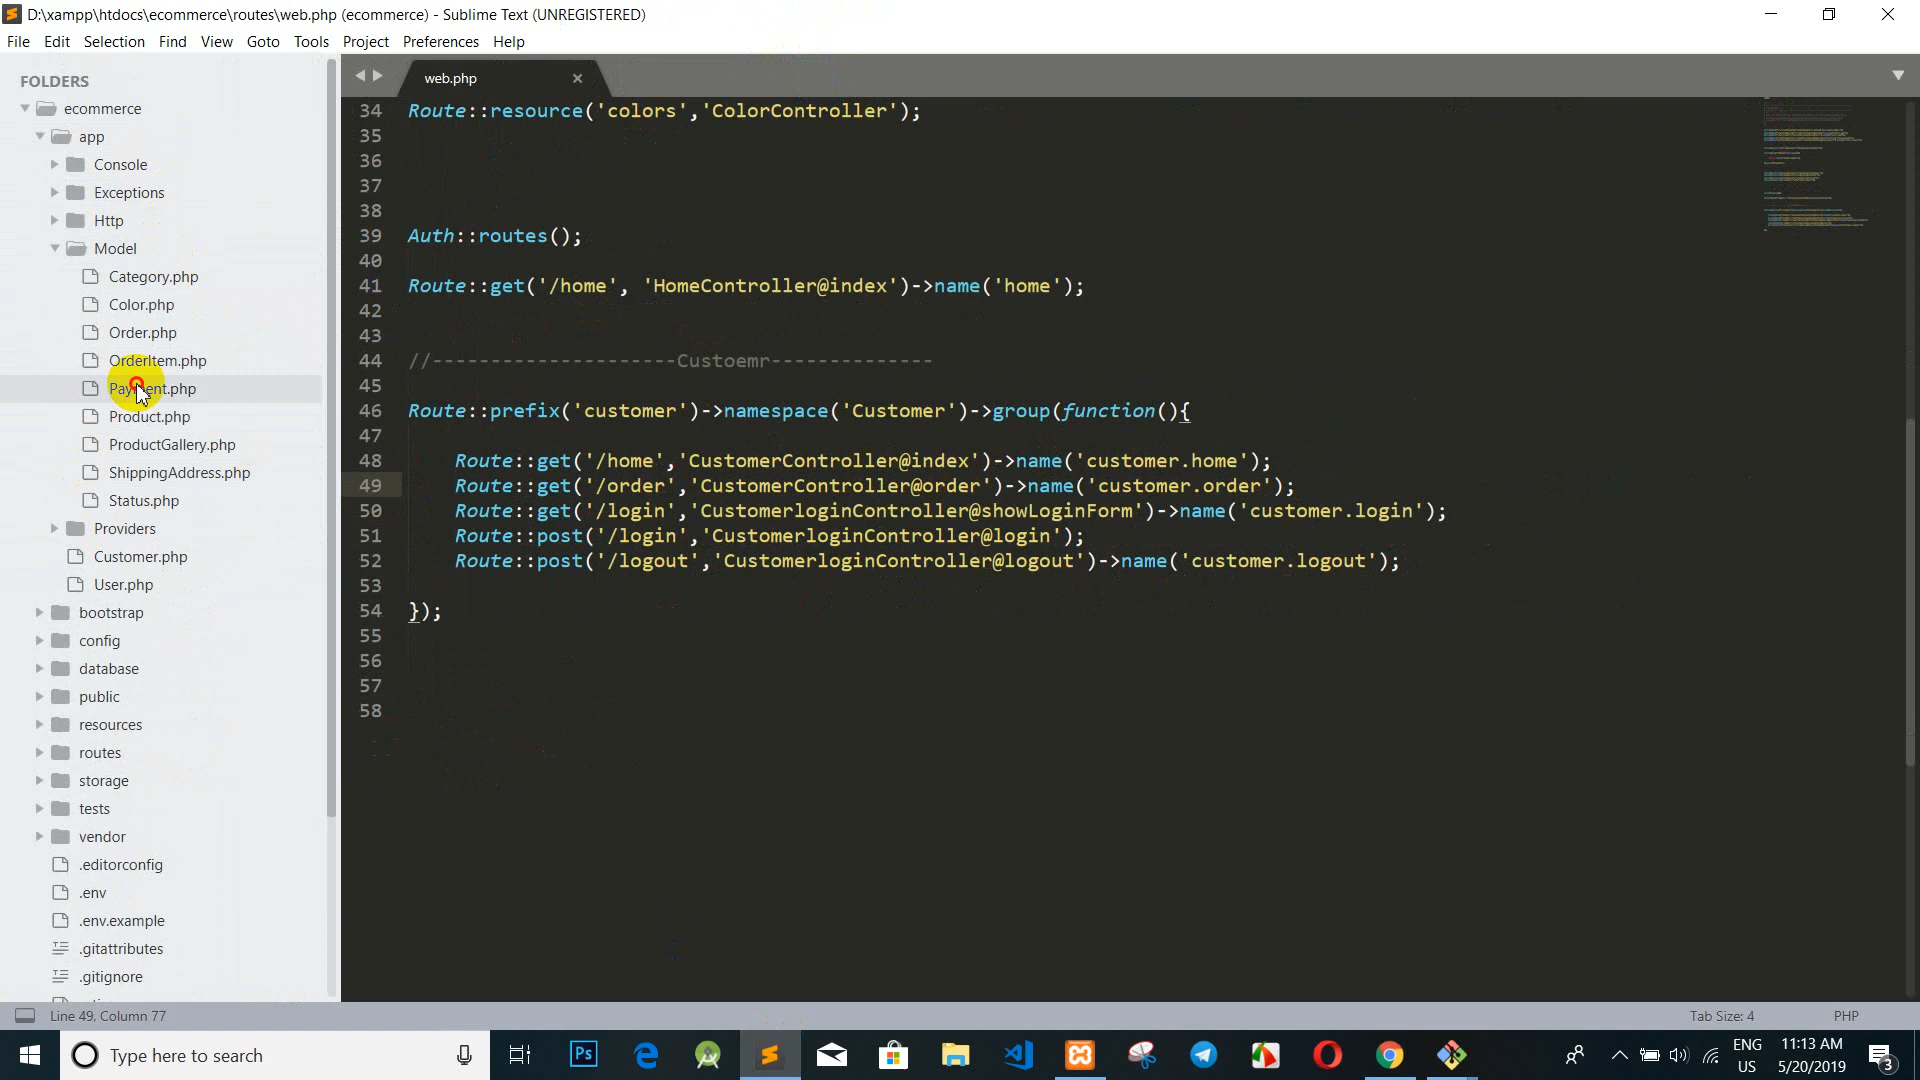 D:\xampp\htdocs\ecommerce\routes\web.php (ecommerce) - Sublime Text (UNREGISTERED)
File Edit Selection Find View Goto Tools Project Preferences Help
FOLDERS
ecommerce
app
Console
Exceptions
Http
Model
Category.php
Color.php
Order.php
OrderItem.php
Payment.php
Product.php
ProductGallery.php
ShippingAddress.php
Status.php
Providers
Customer.php
User.php
bootstrap
config
database
public
resources
routes
storage
tests
vendor
.editorconfig
.env
.env.example
.gitattributes
.gitignore
web.php
34 Route::resource('colors','ColorController');
35
36
37
38
39 Auth::routes();
40
41 Route::get('/home', 'HomeController@index')->name('home');
42
43
44 //---------------------Custoemr--------------
45
46 Route::prefix('customer')->namespace('Customer')->group(function(){
47
48 Route::get('/home','CustomerController@index')->name('customer.home');
49 Route::get('/order','CustomerController@order')->name('customer.order');
50 Route::get('/login','CustomerloginController@showLoginForm')->name('customer.login');
51 Route::post('/login','CustomerloginController@login');
52 Route::post('/logout','CustomerloginController@logout')->name('customer.logout');
53
54 });
55
56
57
58
Line 49, Column 77
Tab Size: 4
PHP
Type here to search
Ps
ENG
US
11:13 AM
5/20/2019
3